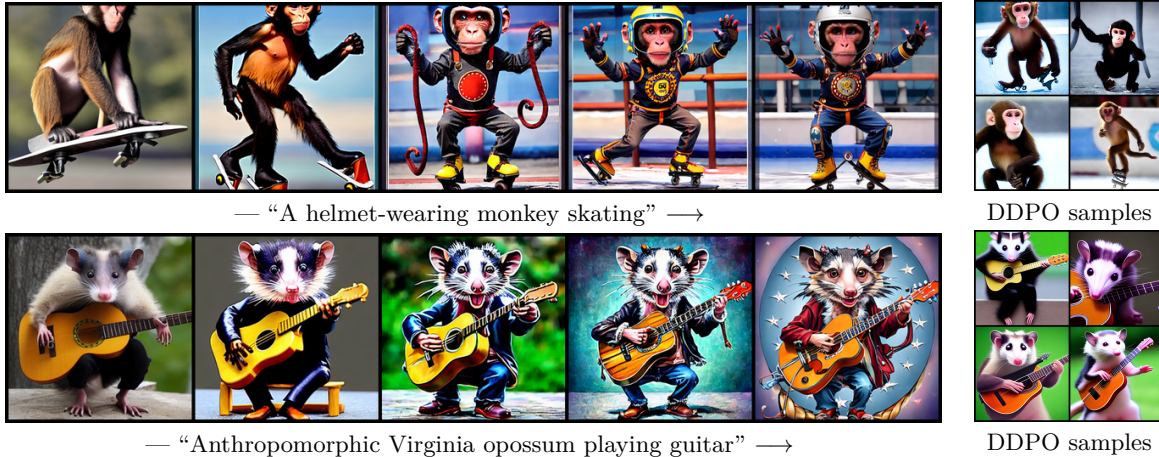 — “A helmet-wearing monkey skating” ⟶
DDPO samples
— “Anthropomorphic Virginia opossum playing guitar” ⟶
DDPO samples